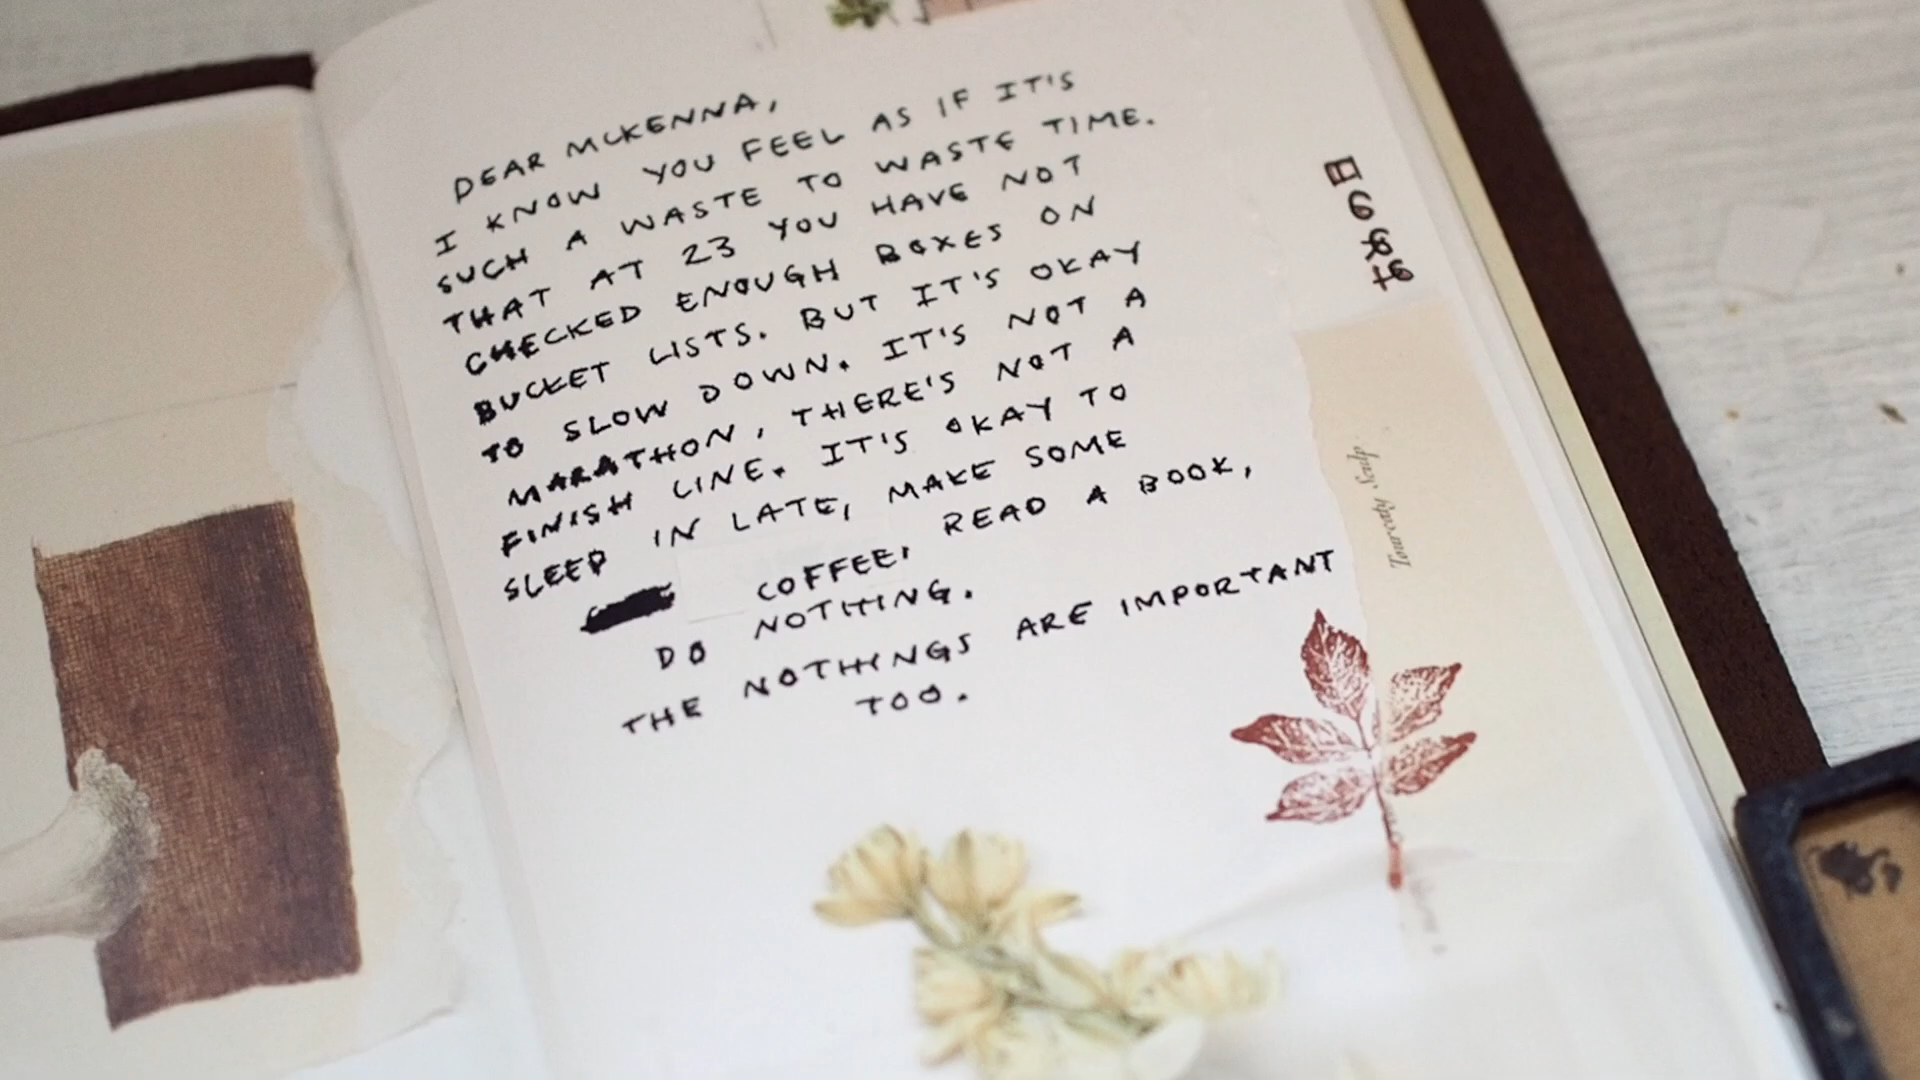 DEAR MCKENNA,
I KNOW YOU FEEL AS IF IT'S
SUCH A WASTE TO WASTE TIME.
THAT AT 23 YOU HAVE NOT
CHECKED ENOUGH BOXES ON
BUCKET LISTS. BUT IT'S OKAY
TO SLOW DOWN. IT'S NOT A
MARATHON, THERE'S NOT A
FINISH LINE. IT'S OKAY TO
SLEEP IN LATE, MAKE SOME
COFFEE, READ A BOOK,
DO NOTHING.
THE NOTHINGS ARE IMPORTANT
TOO.